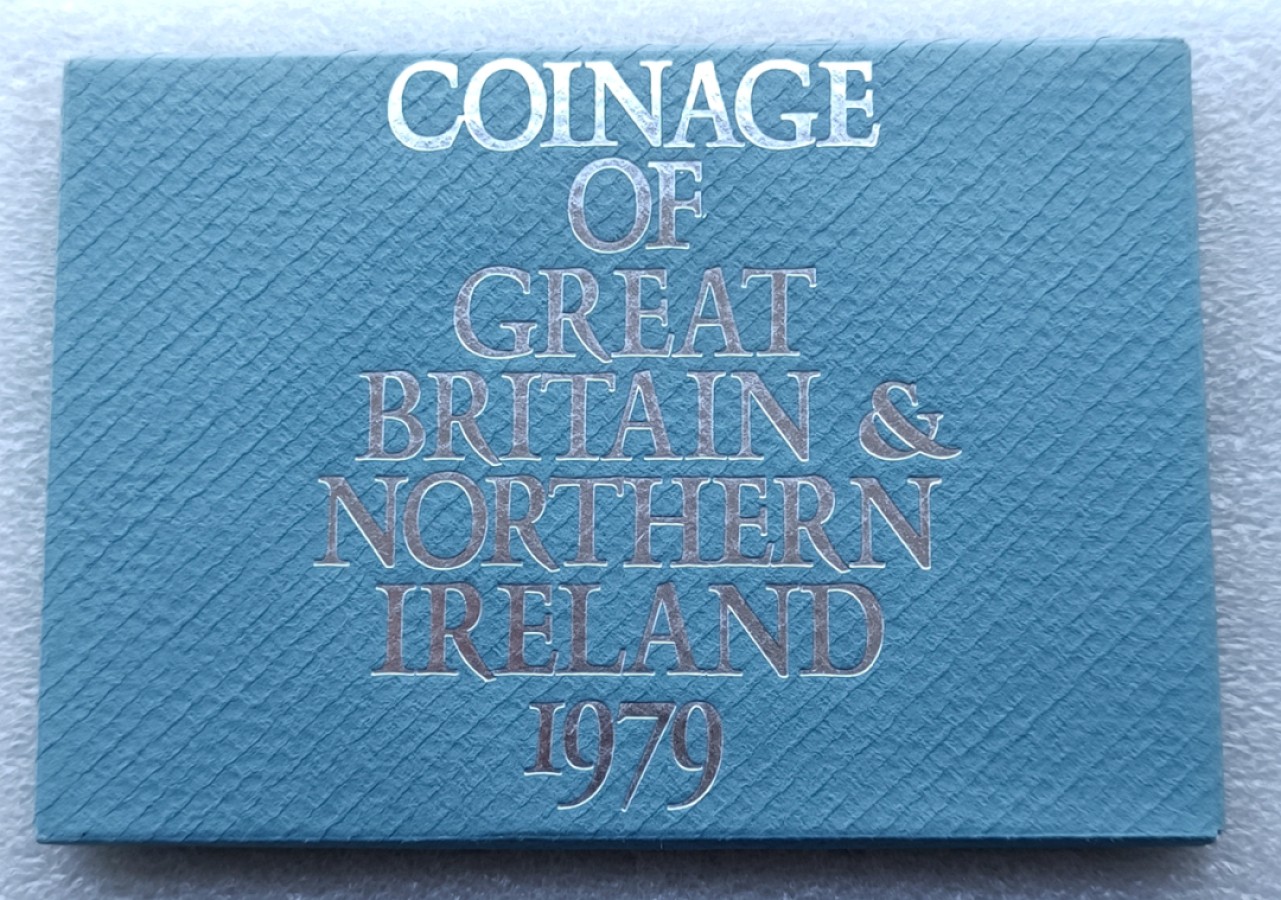 COINAGE
OF
GREAT
BRITAIN &
NORTHERN
IRELAND
1979